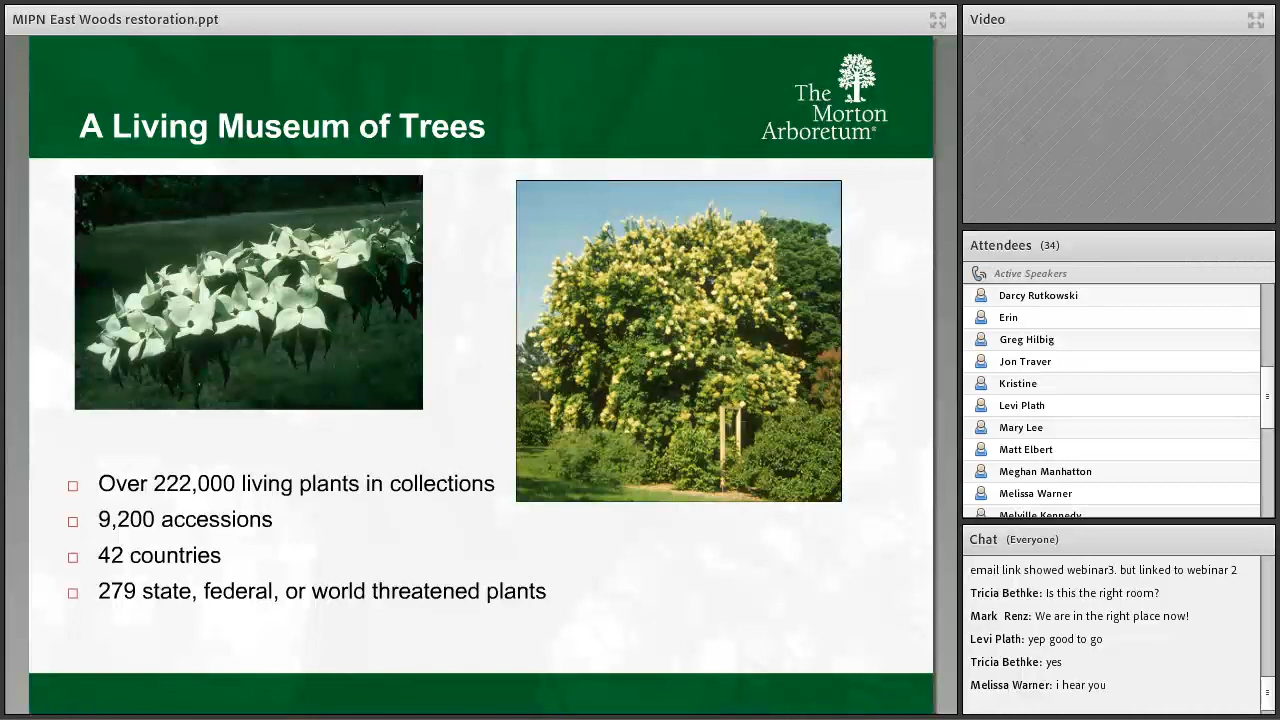 MIPN East Woods restoration.ppt
A Living Museum of Trees
The
Morton
Arboretum®
Over 222,000 living plants in collections
9,200 accessions
42 countries
279 state, federal, or world threatened plants
Video
Attendees (34)
Active Speakers
Darcy Rutkowski
Erin
Greg Hilbig
Jon Traver
Kristine
Levi Plath
Mary Lee
Matt Elbert
Meghan Manhatton
Melissa Warner
Melville Kennedy
Chat (Everyone)
email link showed webinar3. but linked to webinar 2
Tricia Bethke: Is this the right room?
Mark Renz: We are in the right place now!
Levi Plath: yep good to go
Tricia Bethke: yes
Melissa Warner: i hear you